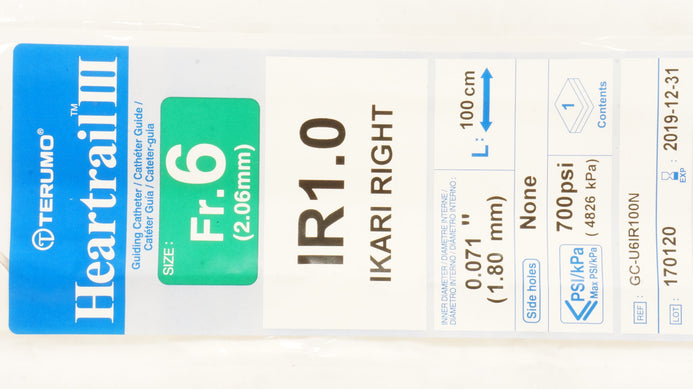 TERUMO®
Heartrail™ III
Guiding Catheter / Cathéter Guide /
Catéter Guía / Cateter-guia
SIZE :
Fr.6
(2.06mm)
IR1.0
IKARI RIGHT
L : 100 cm
INNER DIAMETER / DIAMETRE INTERNE /
DIÁMETRO INTERNO / DIÂMETRO INTERNO :
0.071 "
(1.80 mm)
Side holes None
1
Contents
PSI/kPa
Max PSI/kPa
700psi
( 4826 kPa)
REF : GC-U6IR100N
LOT : 170120
EXP : 2019-12-31